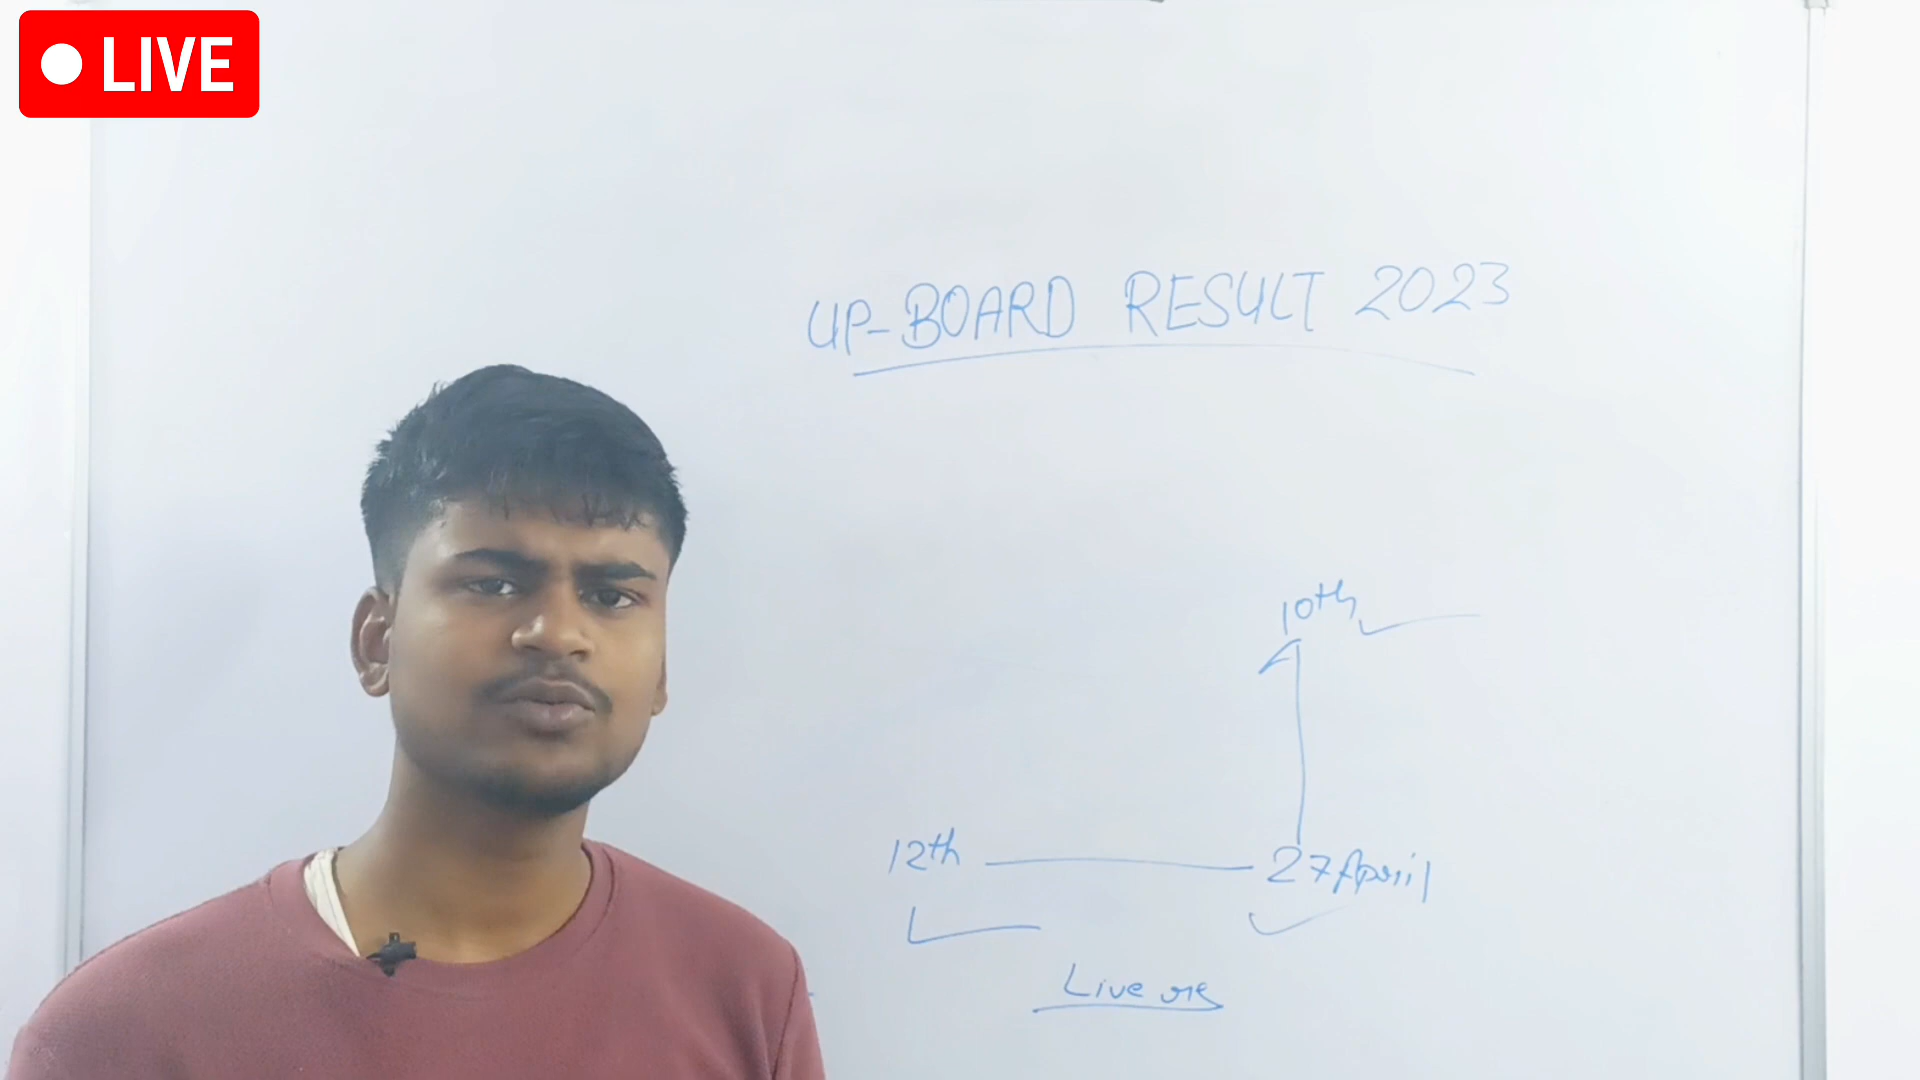 LIVE
UP-BOARD RESULT 2023
10th
12th 27 April
Live